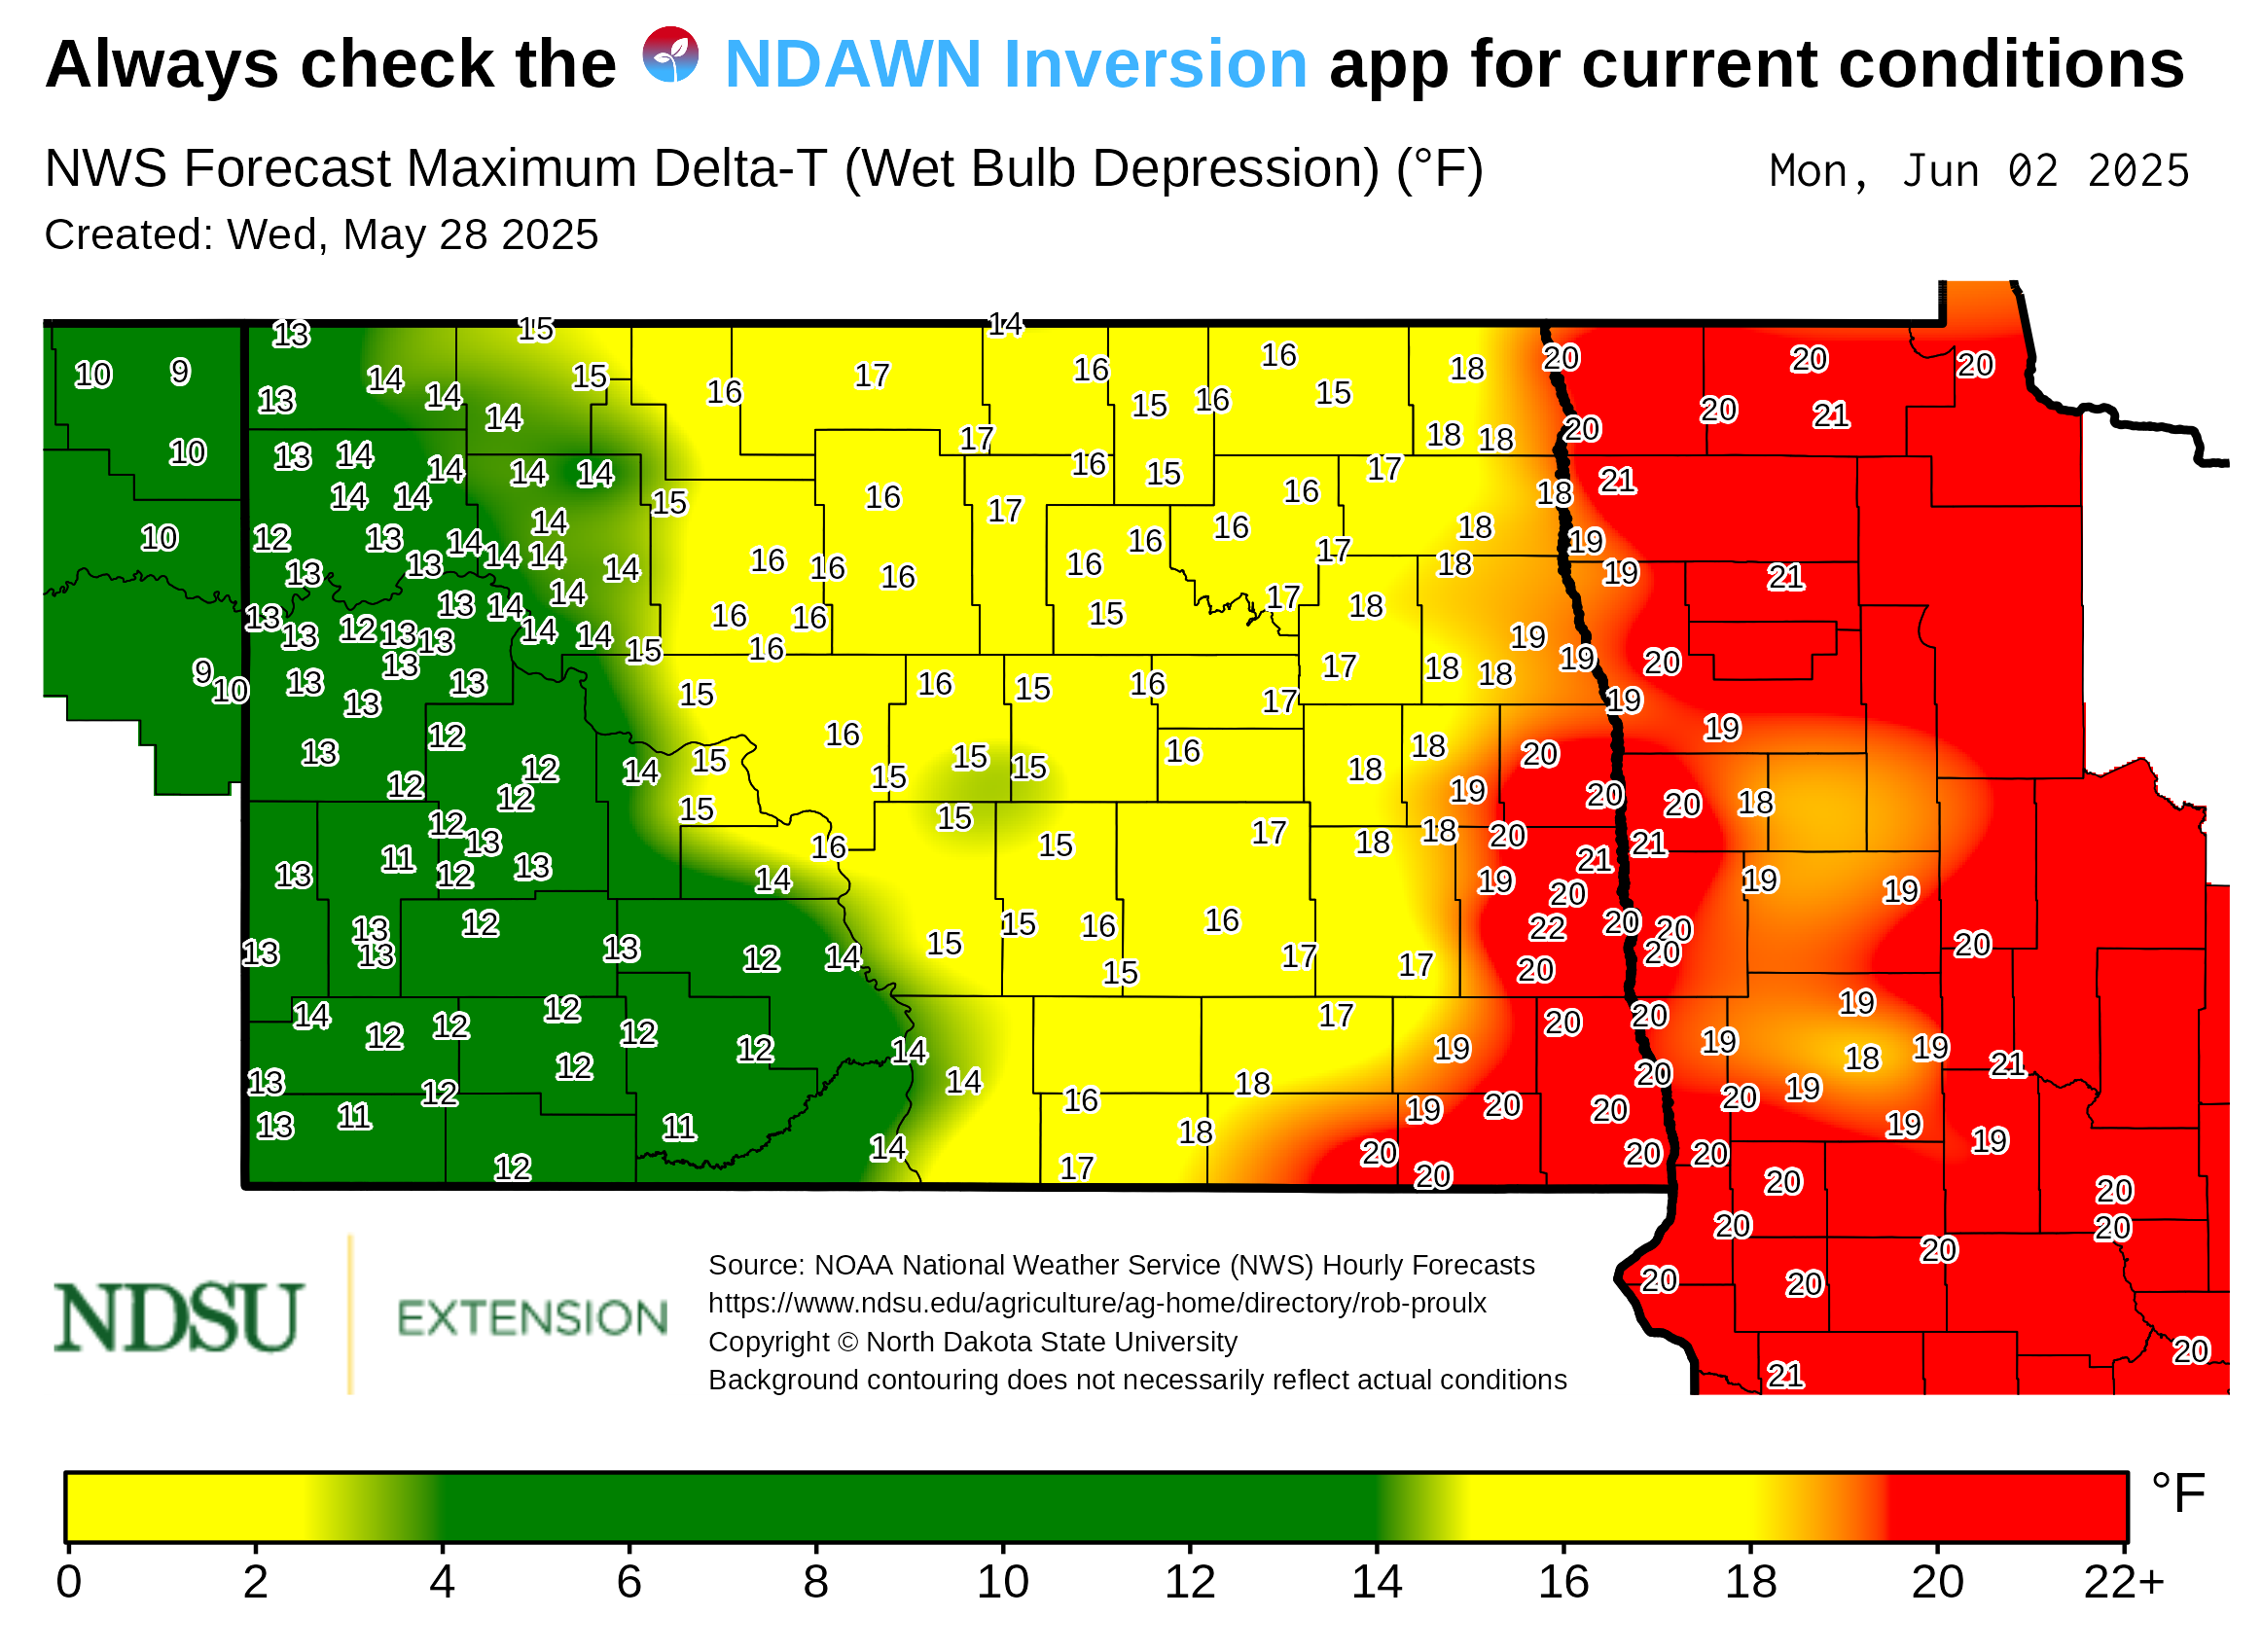 Always check the NDAWN Inversion app for current conditions
NWS Forecast Maximum Delta-T (Wet Bulb Depression) (°F) Mon, Jun 02 2025
Created: Wed, May 28 2025
13 15 14
10 9 14 14 15 16 17 16 16 18 20 20 20
13 14 15 16 15 20 21
10 13 14 14 14 14 17 16 15 17 18 18 20
14 14 15 16 17 16 18 21
10 12 13 14 14 14 14 14 16 16 16 16 16 16 17 18 18 19 19 21
13 13 14 14 16 16 15 17 18
13 13 12 13 13 13 14 14 15 16 17 18 18 19 19 20
9 10 13 13 13 15 16 15 16 17 19 19
13 12 12 14 15 16 15 15 15 16 18 18 20
12 12 15 15 19 20 20 18
12 13 16 15 17 18 18 20 21
13 11 12 13 14 19 21 20 19 19
13 13 13 12 13 12 14 15 15 16 15 16 17 17 22 20 20 20 20 20
14 12 12 12 12 12 14 17 19 20 20 19 19 18 19 21
13 12 12 14 16 18 19 20 20 20 20 19
13 11 11 14 18 20 20 20 19 19
12 17 20 20 20
20 20 20 20
20 20 20
21
NDSU EXTENSION
Source: NOAA National Weather Service (NWS) Hourly Forecasts
https://www.ndsu.edu/agriculture/ag-home/directory/rob-proulx
Copyright © North Dakota State University
Background contouring does not necessarily reflect actual conditions
°F
0 2 4 6 8 10 12 14 16 18 20 22+